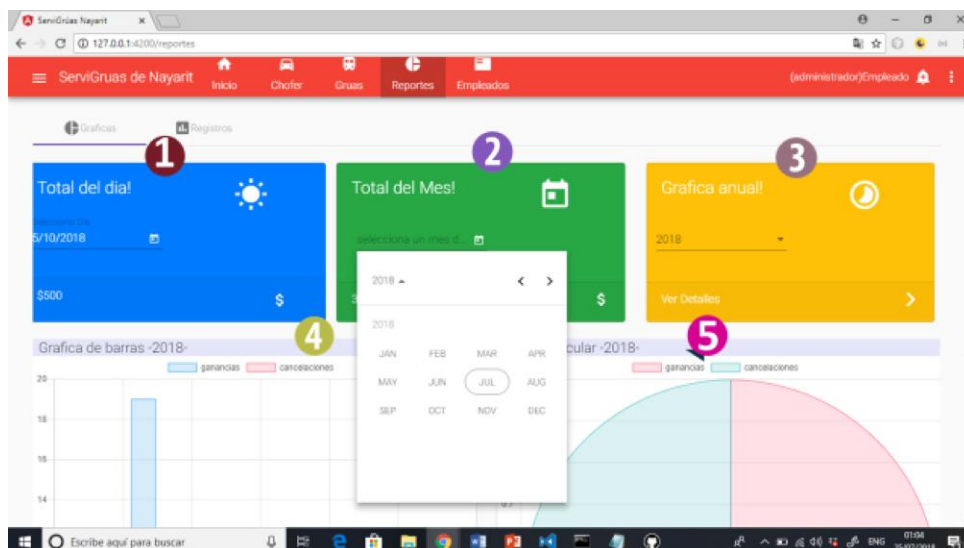 ServiGrúas Nayarit
127.0.0.1:4200/reportes
ServiGruas de Nayarit
Inicio
Chofer
Gruas
Reportes
Empleados
(administrador)Empleado
Graficas
Registros
1
2
3
Total del dia!
Total del Mes!
Grafica anual!
5/10/2018
selecciona un mes d...
2018
$500
$
3
$
Ver Detalles
2018
2018
JAN FEB MAR APR
MAY JUN JUL AUG
SEP OCT NOV DEC
4
5
Grafica de barras -2018-
cular -2018-
ganancias
cancelaciones
ganancias
cancelaciones
20
18
16
14
Escribe aquí para buscar
ENG
01:04
25/07/2018